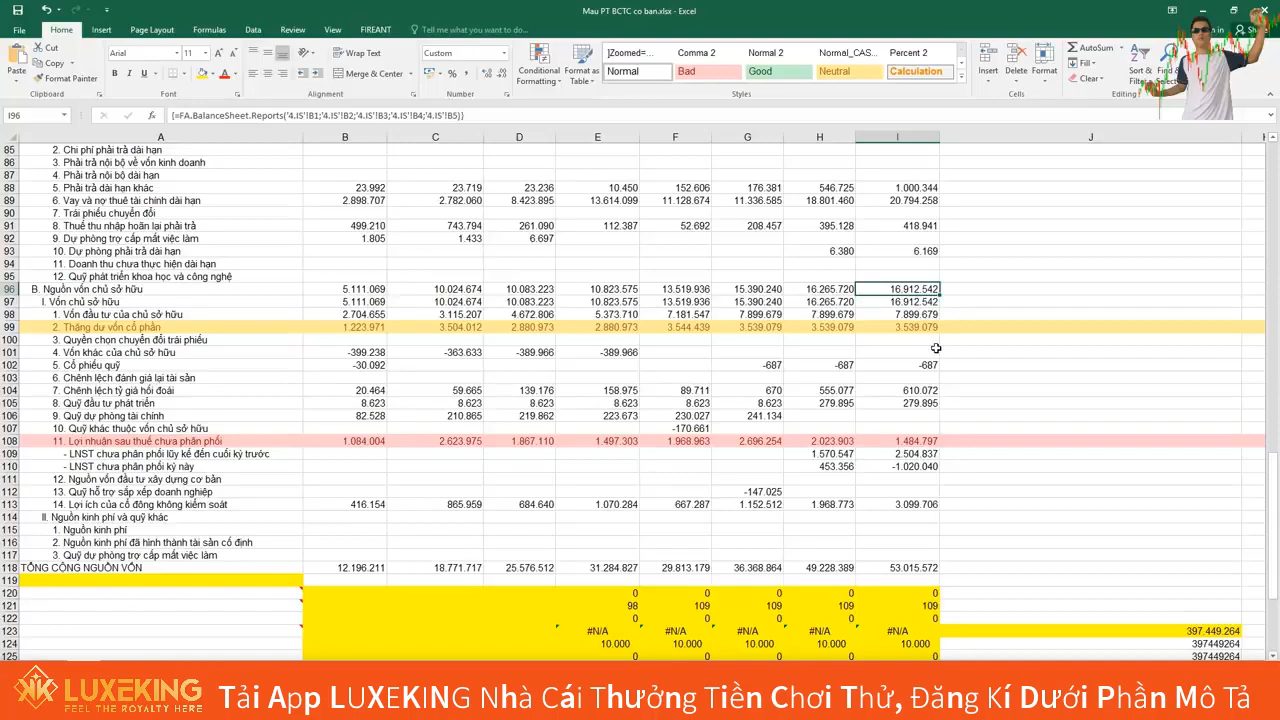 Mau PT BCTC co ban.xlsx - Excel
File Home Insert Page Layout Formulas Data Review View FIREANT Tell me what you want to do... Share
Cut
Copy
Format Painter
Paste
Clipboard
Arial 11
Font
Wrap Text
Merge & Center
Alignment
Custom
Number
Conditional Formatting
Format as Table
Zoomed=... Comma 2 Normal 2 Normal_CAS... Percent 2
Normal Bad Good Neutral Calculation
Styles
Insert Delete Format
Cells
AutoSum
Fill
Clear
Sort &
Editing
I96 {=FA.BalanceSheet.Reports('4.IS'!B1;'4.IS'!B2;'4.IS'!B3;'4.IS'!B4;'4.IS'!B5)}
A B C D E F G H I J
85 2. Chi phí phải trả dài hạn
86 3. Phải trả nội bộ về vốn kinh doanh
87 4. Phải trả nội bộ dài hạn
88 5. Phải trả dài hạn khác 23.992 23.719 23.236 10.450 152.606 176.381 546.725 1.000.344
89 6. Vay và nợ thuê tài chính dài hạn 2.898.707 2.782.060 8.423.895 13.614.099 11.128.674 11.336.585 18.801.460 20.794.258
90 7. Trái phiếu chuyển đổi
91 8. Thuế thu nhập hoãn lại phải trả 499.210 743.794 261.090 112.387 52.692 208.457 395.128 418.941
92 9. Dự phòng trợ cấp mất việc làm 1.805 1.433 6.697
93 10. Dự phòng phải trả dài hạn 6.380 6.169
94 11. Doanh thu chưa thực hiện dài hạn
95 12. Quỹ phát triển khoa học và công nghệ
96 B. Nguồn vốn chủ sở hữu 5.111.069 10.024.674 10.083.223 10.823.575 13.519.936 15.390.240 16.265.720 16.912.542
97 I. Vốn chủ sở hữu 5.111.069 10.024.674 10.083.223 10.823.575 13.519.936 15.390.240 16.265.720 16.912.542
98 1. Vốn đầu tư của chủ sở hữu 2.704.655 3.115.207 4.672.806 5.373.710 7.181.547 7.899.679 7.899.679 7.899.679
99 2. Thặng dư vốn cổ phần 1.223.971 3.504.012 2.880.973 2.880.973 3.544.439 3.539.079 3.539.079 3.539.079
100 3. Quyền chọn chuyển đổi trái phiếu
101 4. Vốn khác của chủ sở hữu -399.238 -363.633 -389.966 -389.966
102 5. Cổ phiếu quỹ -30.092 -687 -687 -687
103 6. Chênh lệch đánh giá lại tài sản
104 7. Chênh lệch tỷ giá hối đoái 20.464 59.665 139.176 158.975 89.711 670 555.077 610.072
105 8. Quỹ đầu tư phát triển 8.623 8.623 8.623 8.623 8.623 8.623 279.895 279.895
106 9. Quỹ dự phòng tài chính 82.528 210.865 219.862 223.673 230.027 241.134
107 10. Quỹ khác thuộc vốn chủ sở hữu -170.661
108 11. Lợi nhuận sau thuế chưa phân phối 1.084.004 2.623.975 1.867.110 1.497.303 1.968.963 2.696.254 2.023.903 1.484.797
109 - LNST chưa phân phối lũy kế đến cuối kỳ trước 1.570.547 2.504.837
110 - LNST chưa phân phối kỳ này 453.356 -1.020.040
111 12. Nguồn vốn đầu tư xây dựng cơ bản
112 13. Quỹ hỗ trợ sắp xếp doanh nghiệp -147.025
113 14. Lợi ích của cổ đông không kiểm soát 416.154 865.959 684.640 1.070.284 667.287 1.152.512 1.968.773 3.099.706
114 II. Nguồn kinh phí và quỹ khác
115 1. Nguồn kinh phí
116 2. Nguồn kinh phí đã hình thành tài sản cố định
117 3. Quỹ dự phòng trợ cấp mất việc làm
118 TỔNG CỘNG NGUỒN VỐN 12.196.211 18.771.717 25.576.512 31.284.827 29.813.179 36.368.864 49.228.389 53.015.572
119
120 0 0 0 0 0
121 98 109 109 109 109
122 0 0 0 0 0
123 #N/A #N/A #N/A #N/A #N/A 397.449.264
124 10.000 10.000 10.000 10.000 10.000 397449264
125 0 0 0 0 0 397449264
LUXEKING
FEEL THE ROYALTY HERE
Tải App LUXEKING Nhà Cái Thưởng Tiền Chơi Thử, Đăng Kí Dưới Phần Mô Tả